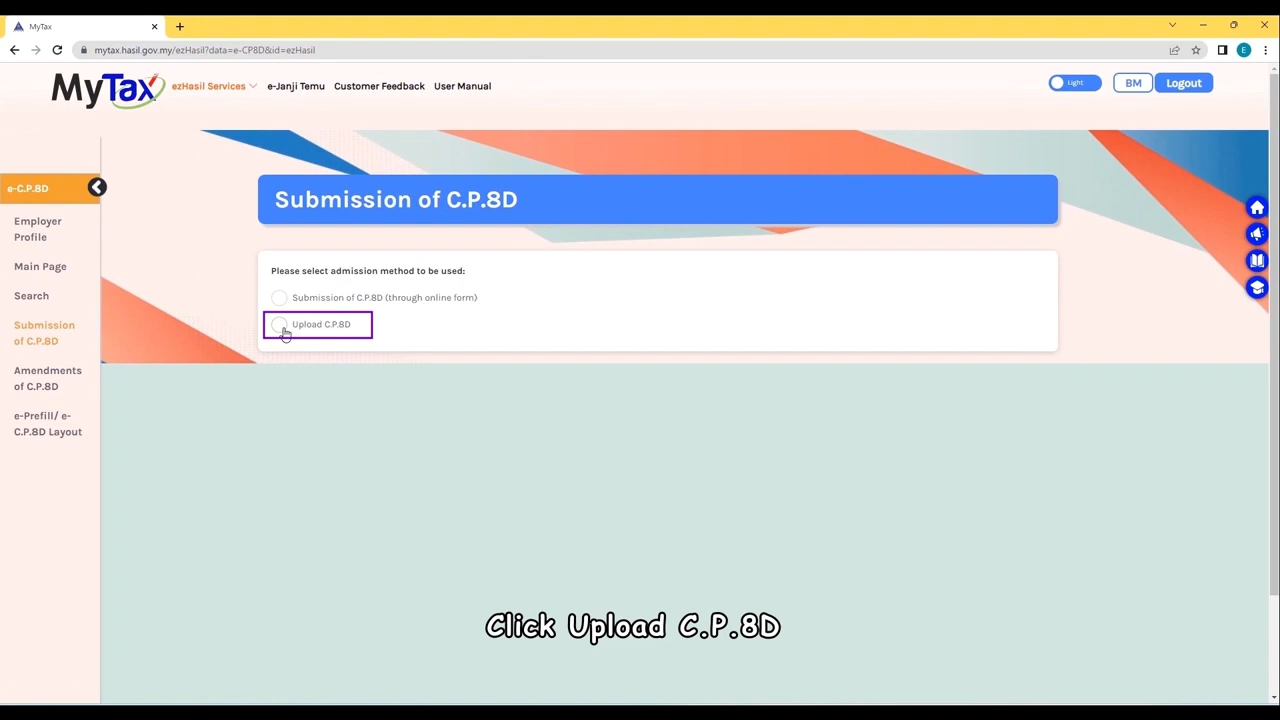 MyTax
mytax.hasil.gov.my/ezHasil?data=e-CP8D&id=ezHasil
E
MyTax
ezHasil Services
e-Janji Temu
Customer Feedback
User Manual
Light
BM
Logout
e-C.P.8D
Employer
Profile
Main Page
Search
Submission
of C.P.8D
Amendments
of C.P.8D
e-Prefill/ e-
C.P.8D Layout
Submission of C.P.8D
Please select admission method to be used:
Submission of C.P.8D (through online form)
Upload C.P.8D
Click Upload C.P.8D